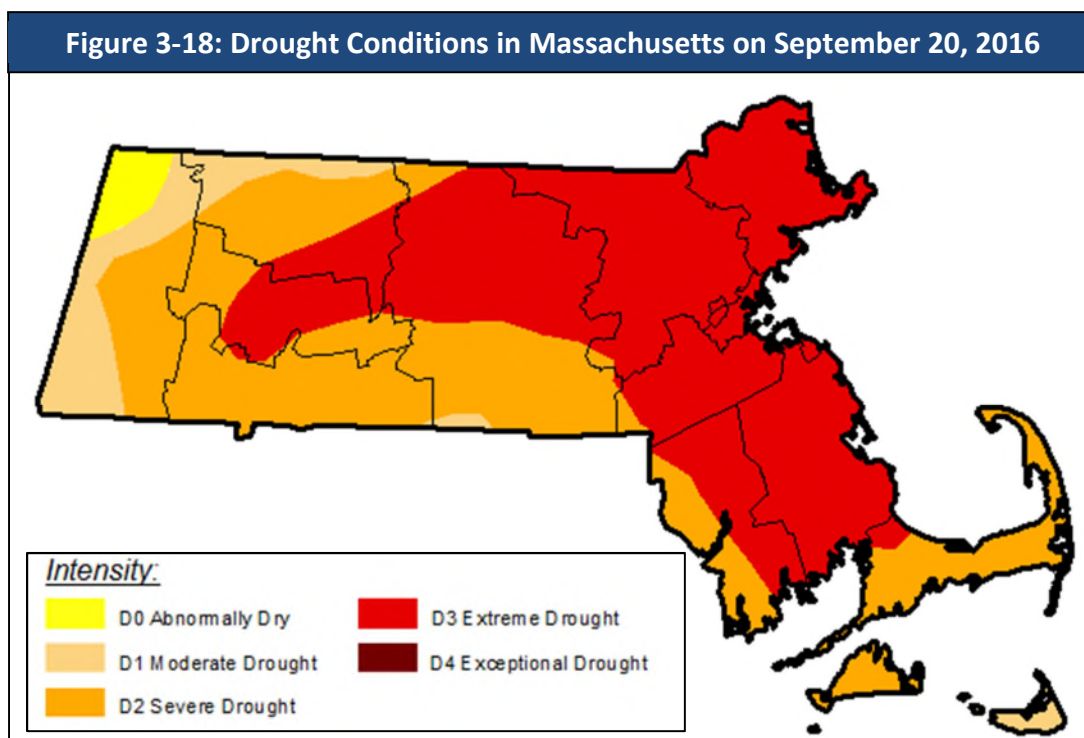 Figure 3-18: Drought Conditions in Massachusetts on September 20, 2016
Intensity:
D0 Abnormally Dry
D1 Moderate Drought
D2 Severe Drought
D3 Extreme Drought
D4 Exceptional Drought